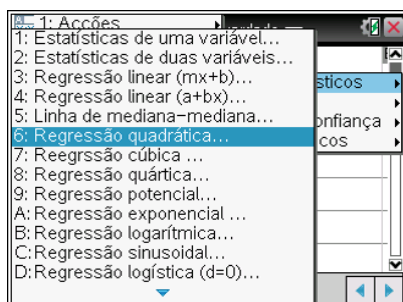 1: Acções
1: Estatísticas de uma variável...
2: Estatísticas de duas variáveis...
3: Regressão linear (mx+b)...
4: Regressão linear (a+bx)...
5: Linha de mediana-mediana...
6: Regressão quadrática...
7: Reegrssão cúbica ...
8: Regressão quártica...
9: Regressão potencial...
A: Regressão exponencial ...
B: Regressão logarítmica...
C: Regressão sinusoidal...
D: Regressão logística (d=0)...
sticos
onfiança
cos